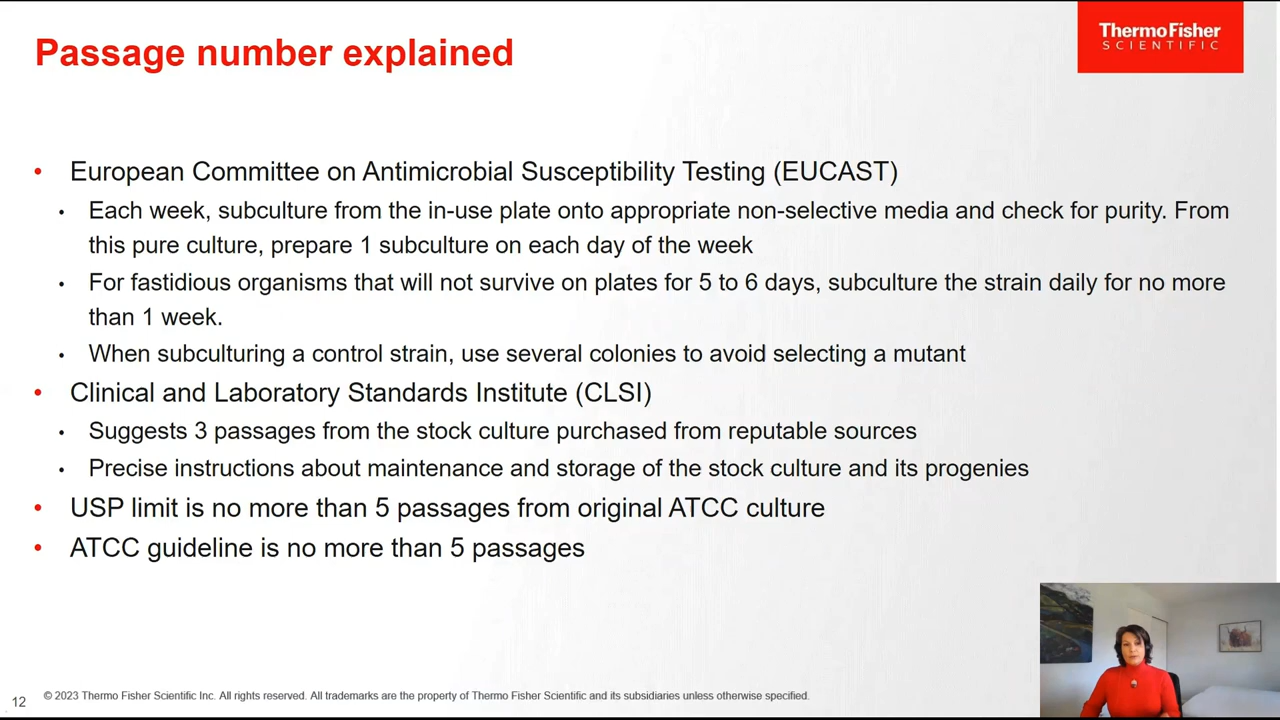 Passage number explained
ThermoFisher
SCIENTIFIC
• European Committee on Antimicrobial Susceptibility Testing (EUCAST)
• Each week, subculture from the in-use plate onto appropriate non-selective media and check for purity. From
this pure culture, prepare 1 subculture on each day of the week
• For fastidious organisms that will not survive on plates for 5 to 6 days, subculture the strain daily for no more
than 1 week.
• When subculturing a control strain, use several colonies to avoid selecting a mutant
• Clinical and Laboratory Standards Institute (CLSI)
• Suggests 3 passages from the stock culture purchased from reputable sources
• Precise instructions about maintenance and storage of the stock culture and its progenies
• USP limit is no more than 5 passages from original ATCC culture
• ATCC guideline is no more than 5 passages
12
© 2023 Thermo Fisher Scientific Inc. All rights reserved. All trademarks are the property of Thermo Fisher Scientific and its subsidiaries unless otherwise specified.